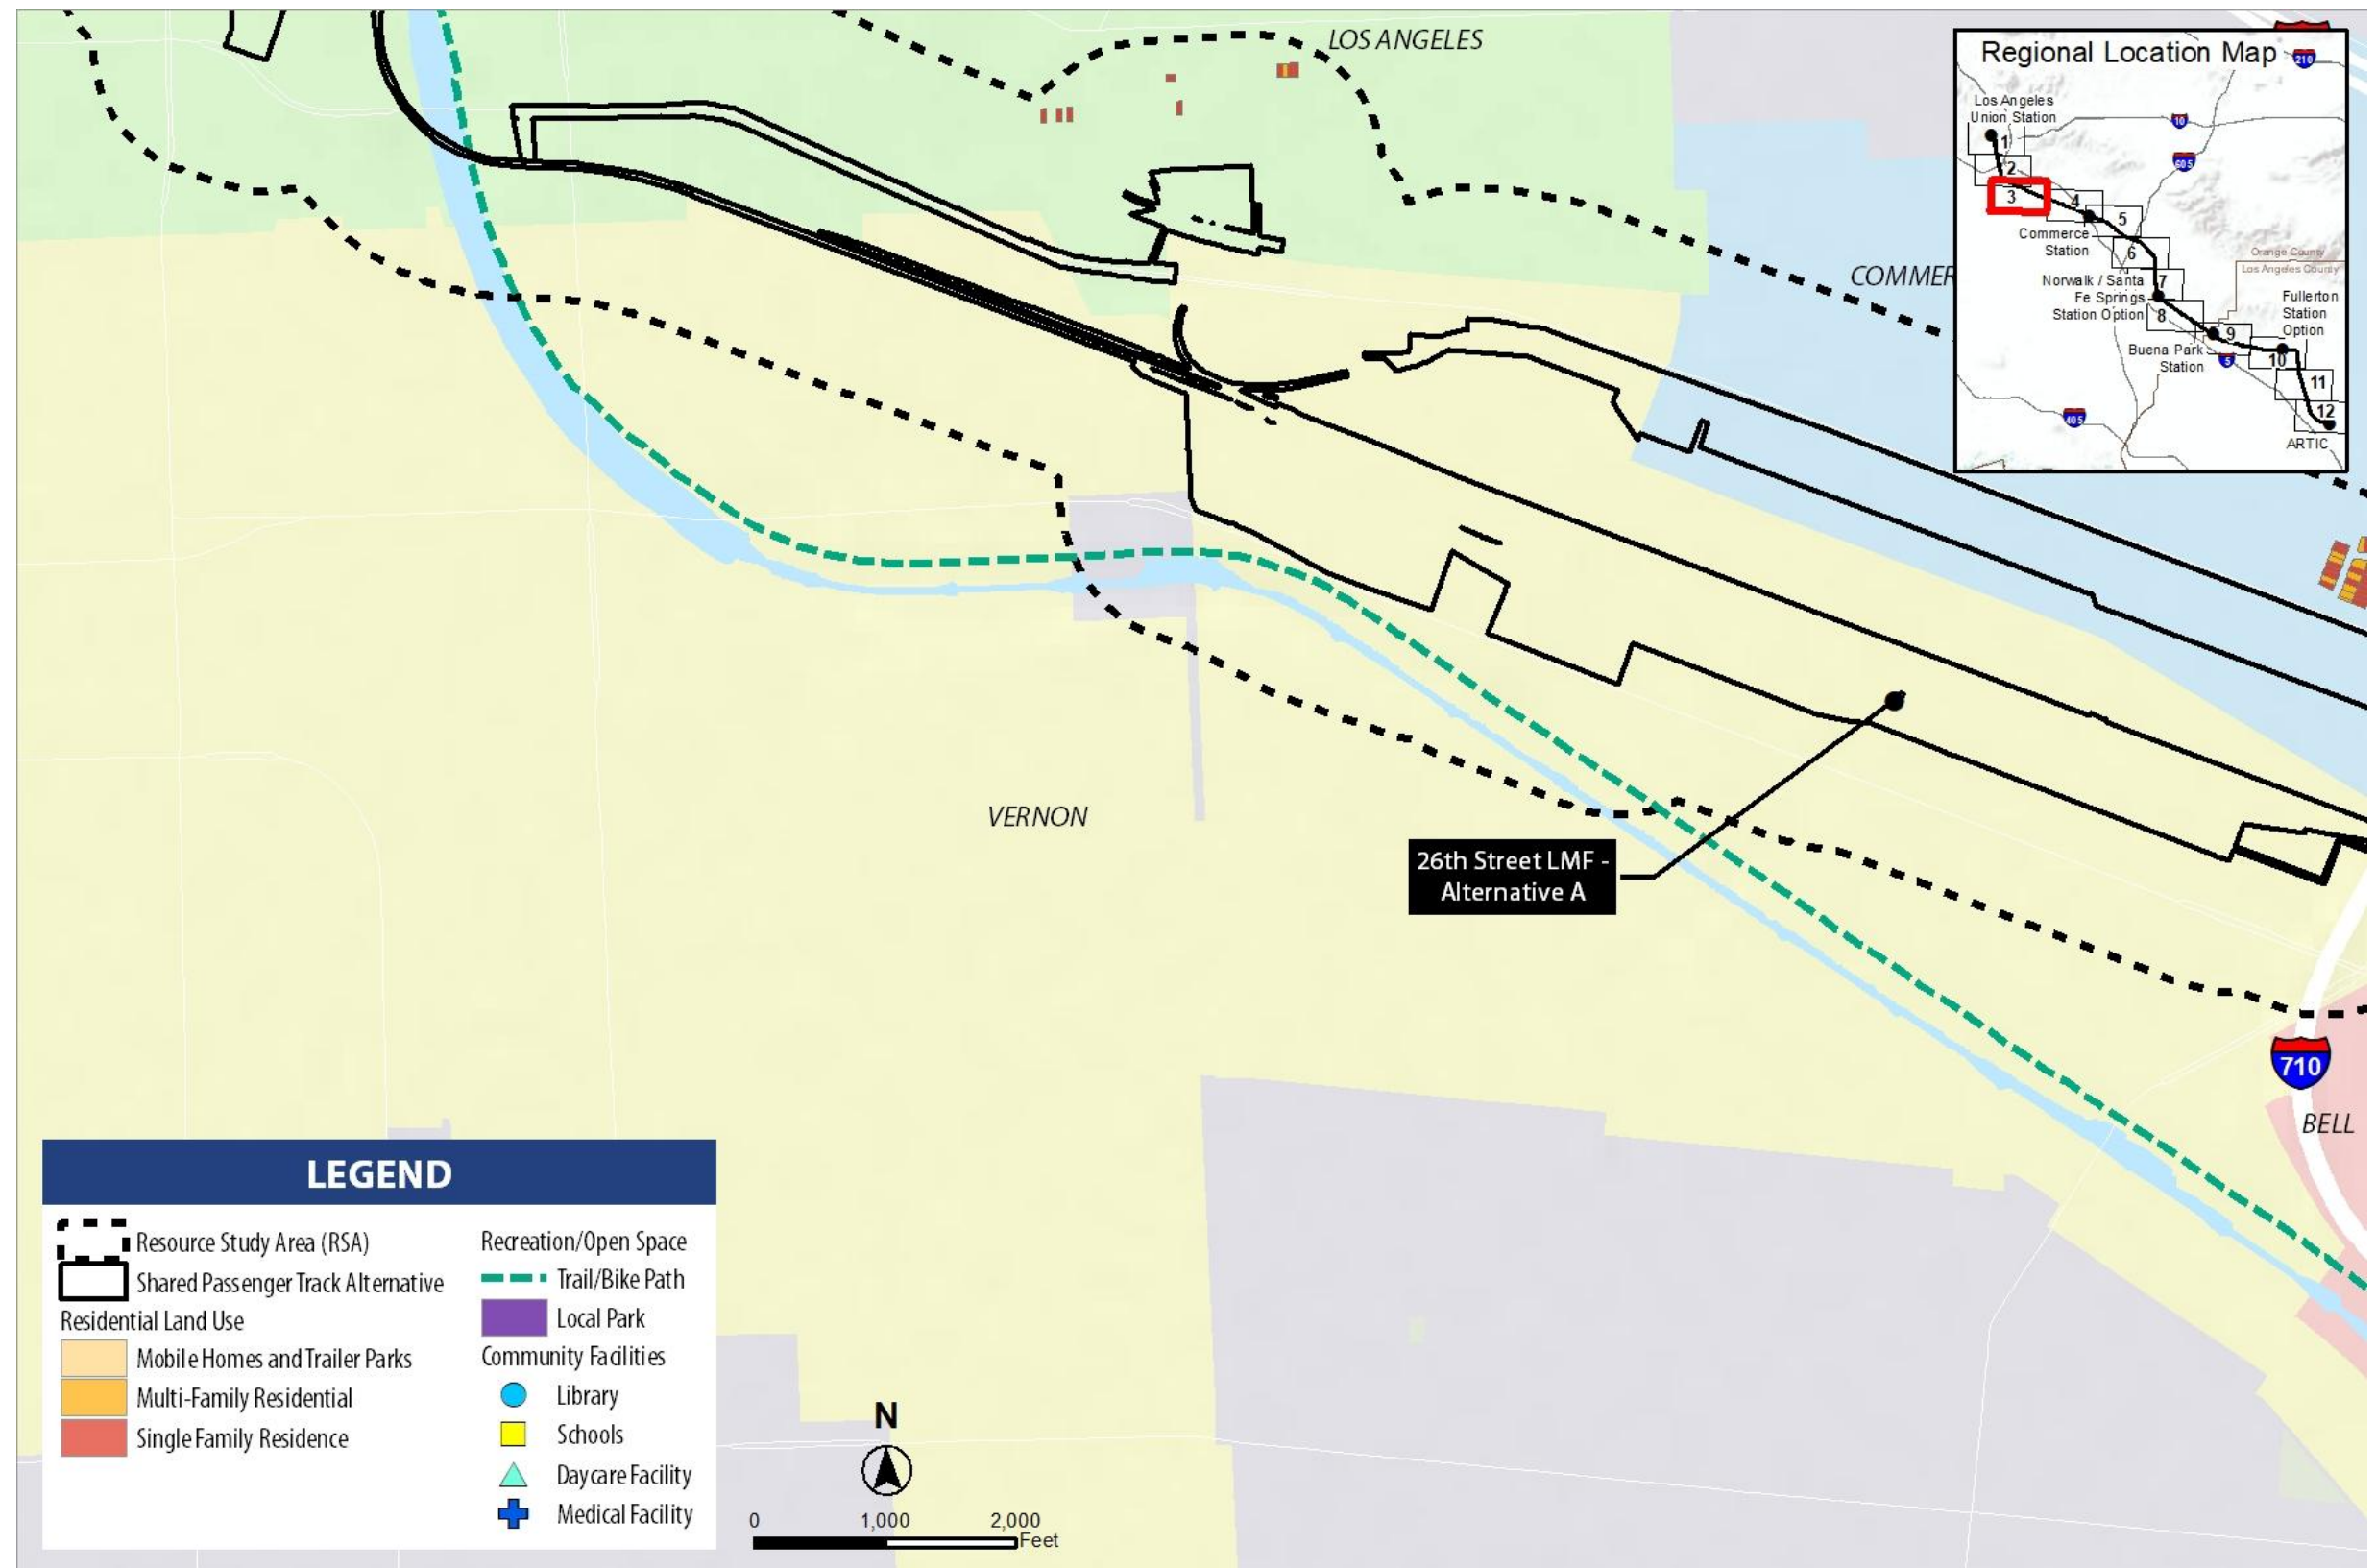 LOS ANGELES
COMMER
VERNON
26th Street LMF -
Alternative A
710
BELL
Regional Location Map
210
Los Angeles
Union Station
10
605
1
2
3
4
5
Commerce
Station
6
Orange County
Los Angeles County
Norwalk / Santa
Fe Springs
Station Option
7
8
Fullerton
Station
Option
9
Buena Park
Station
5
10
11
12
405
ARTIC
LEGEND
Resource Study Area (RSA)
Shared Passenger Track Alternative
Residential Land Use
Mobile Homes and Trailer Parks
Multi-Family Residential
Single Family Residence
Recreation/Open Space
Trail/Bike Path
Local Park
Community Facilities
Library
Schools
Daycare Facility
Medical Facility
N
0 1,000 2,000
Feet